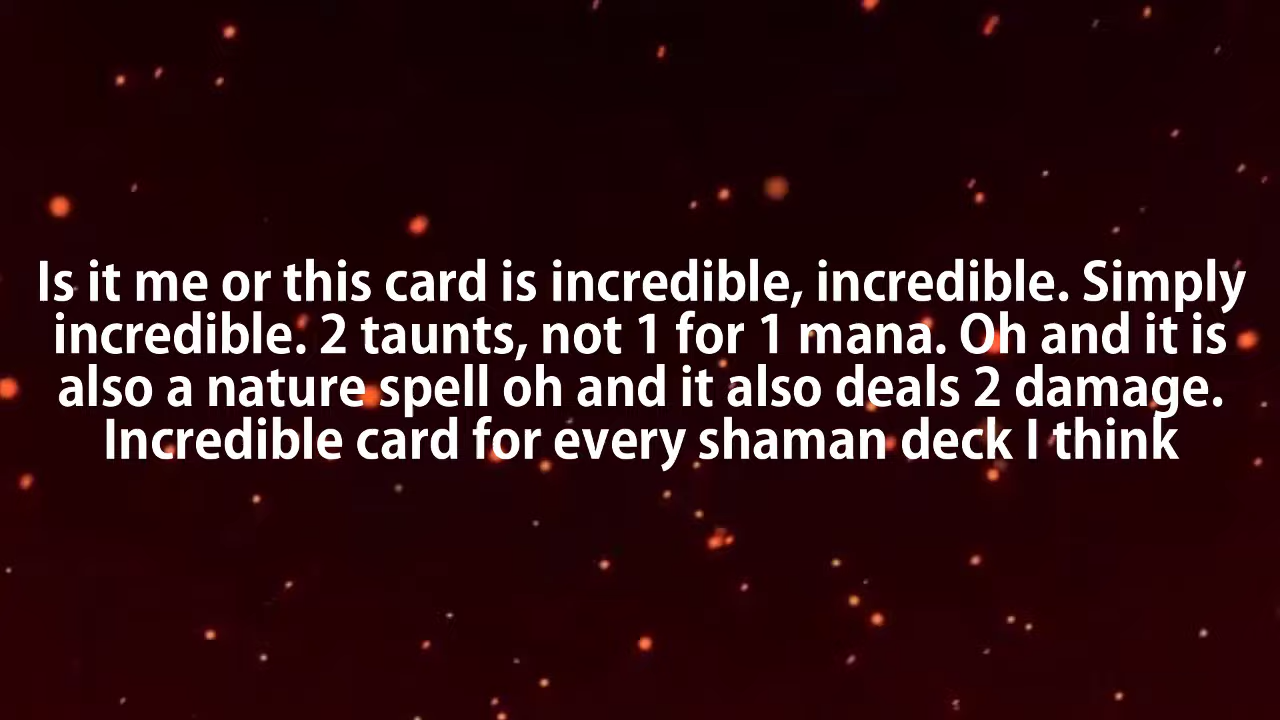 Is it me or this card is incredible, incredible. Simply
incredible. 2 taunts, not 1 for 1 mana. Oh and it is
also a nature spell oh and it also deals 2 damage.
Incredible card for every shaman deck I think